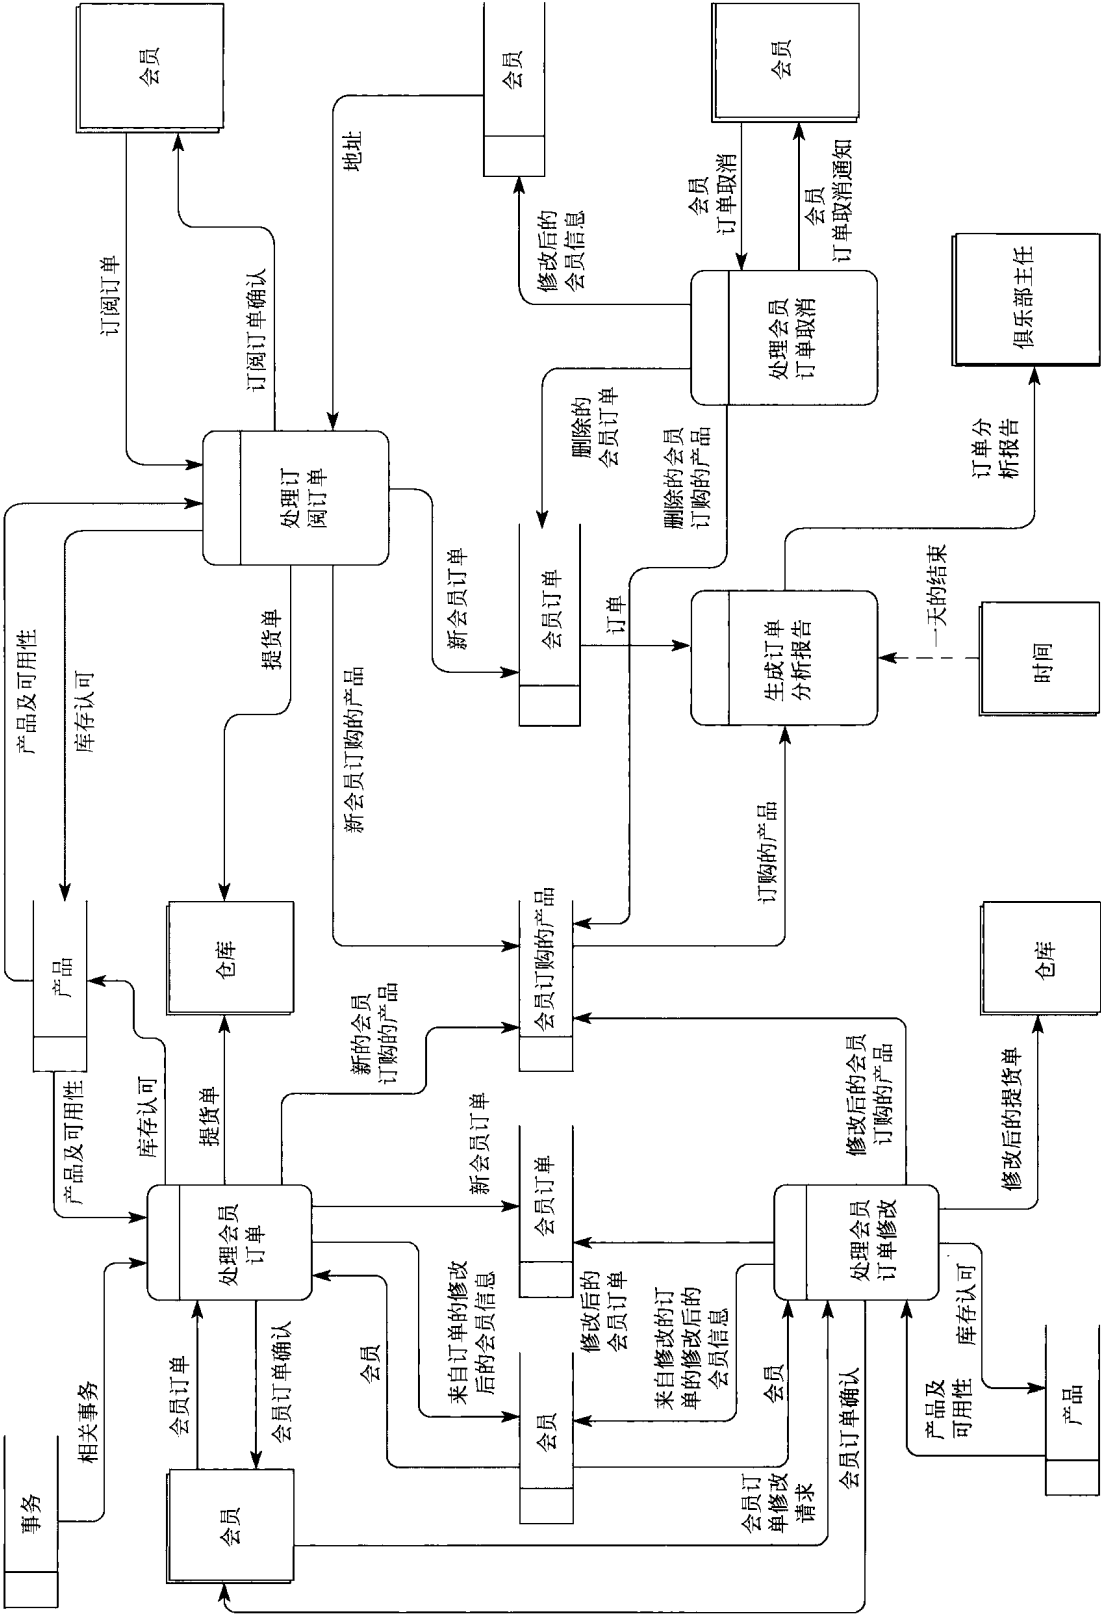 事务
相关事务
会员
会员订单
会员订单确认
处理会员
订单
产品及可用性
库存认可
产品
提货单
仓库
产品及可用性
库存认可
提货单
处理订
阅订单
订阅订单
订阅订单确认
会员
地址
会员
新会员订购的产品
新会员订单
新的会员
订购的产品
新会员订单
会员
来自订单的修改
后的会员信息
会员
会员订单
会员订购的产品
会员订单
订单
删除的
会员订单
删除的会员
订购的产品
修改后的
会员信息
处理会员
订单取消
会员
订单取消
会员
订单取消通知
会员
修改后的
会员订单
来自修改的订
单的修改后的
会员信息
会员
会员订
单修改
请求
会员订单确认
处理会员
订单修改
修改后的会员
订购的产品
修改后的提货单
仓库
库存认可
产品及
可用性
产品
订购的产品
生成订单
分析报告
一天的结束
时间
订单分
析报告
俱乐部主任